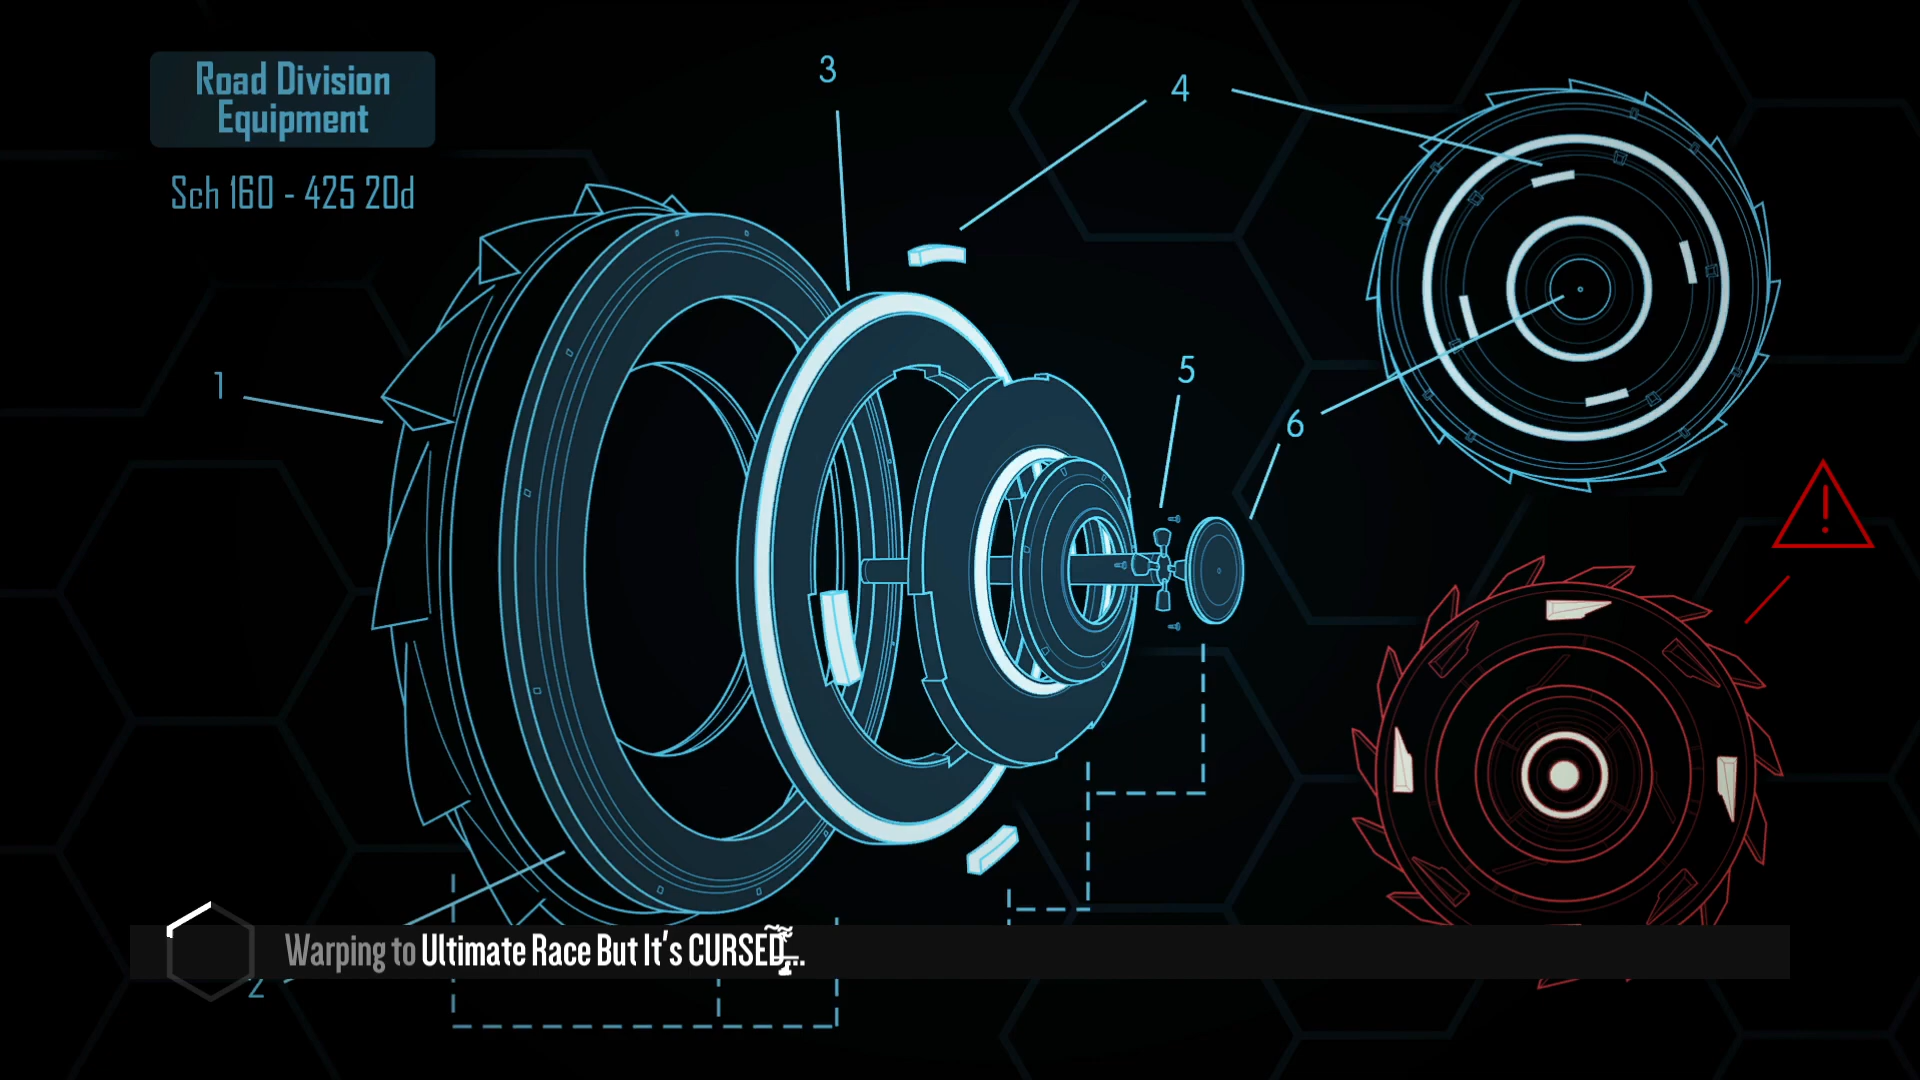 Road Division
Equipment
Sch 160 - 425 20d
3
4
1
5
6
Warping to Ultimate Race But It's CURSED...
2